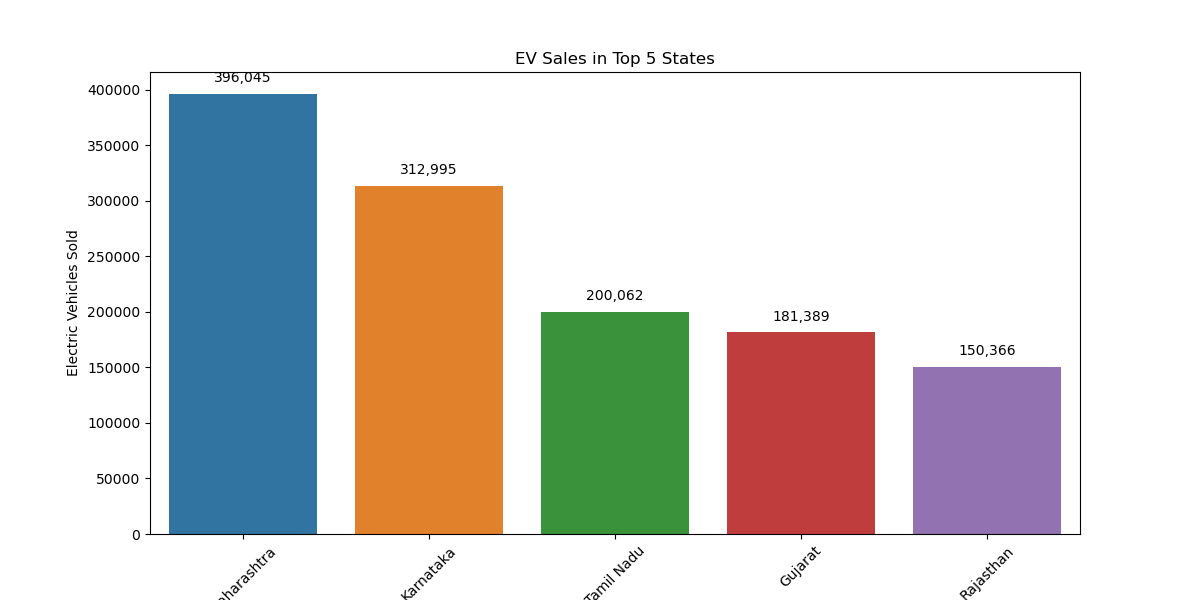 EV Sales in Top 5 States
Electric Vehicles Sold
400000
350000
300000
250000
200000
150000
100000
50000
0
396,045
312,995
200,062
181,389
150,366
Karnataka
Tamil Nadu
Gujarat
Rajasthan